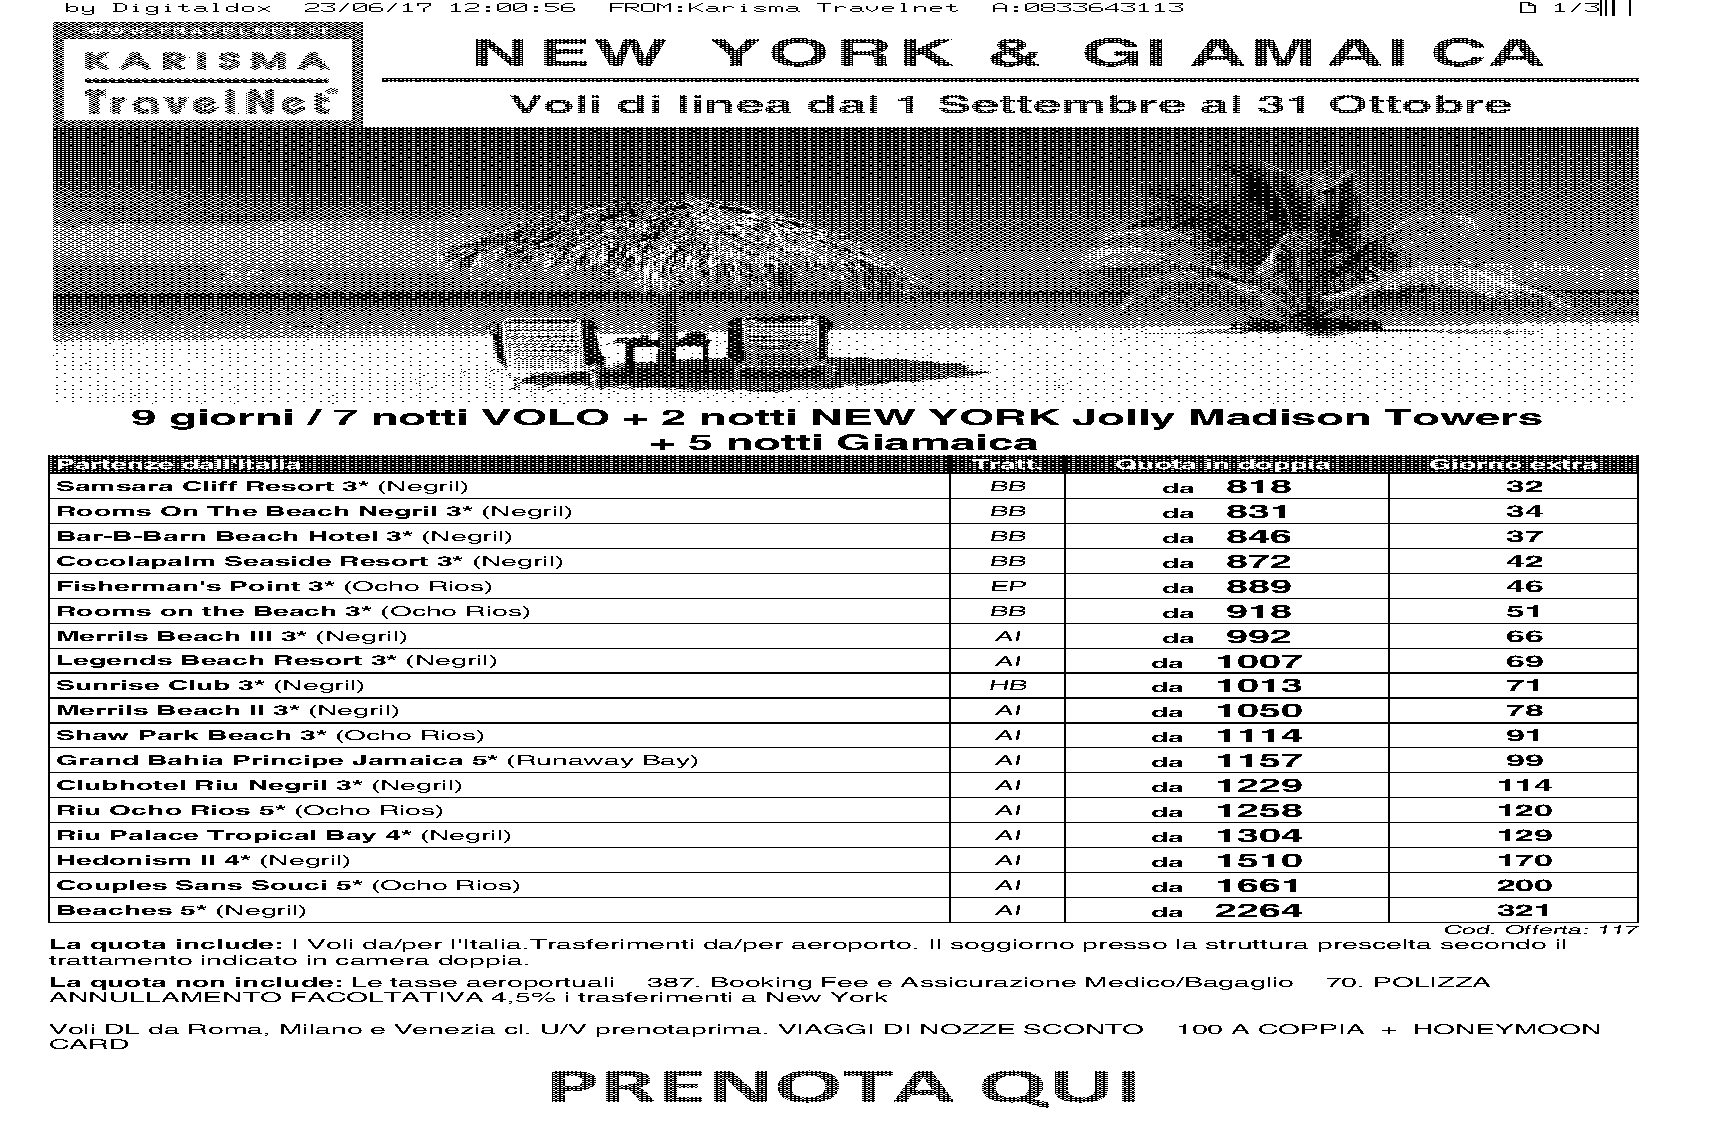 by Digitaldox 23/06/17 12:00:56 FROM:Karisma Travelnet A:0833643113 1/3
KARISMA
TravelNet
NEW YORK & GIAMAICA
Voli di linea dal 1 Settembre al 31 Ottobre
9 giorni / 7 notti VOLO + 2 notti NEW YORK Jolly Madison Towers
+ 5 notti Giamaica
Partenze dall'Italia Tratt. Quota in doppia Giorno extra
Samsara Cliff Resort 3* (Negril) BB da 818 32
Rooms On The Beach Negril 3* (Negril) BB da 831 34
Bar-B-Barn Beach Hotel 3* (Negril) BB da 846 37
Cocolapalm Seaside Resort 3* (Negril) BB da 872 42
Fisherman's Point 3* (Ocho Rios) EP da 889 46
Rooms on the Beach 3* (Ocho Rios) BB da 918 51
Merrils Beach III 3* (Negril) AI da 992 66
Legends Beach Resort 3* (Negril) AI da 1007 69
Sunrise Club 3* (Negril) HB da 1013 71
Merrils Beach II 3* (Negril) AI da 1050 78
Shaw Park Beach 3* (Ocho Rios) AI da 1114 91
Grand Bahia Principe Jamaica 5* (Runaway Bay) AI da 1157 99
Clubhotel Riu Negril 3* (Negril) AI da 1229 114
Riu Ocho Rios 5* (Ocho Rios) AI da 1258 120
Riu Palace Tropical Bay 4* (Negril) AI da 1304 129
Hedonism II 4* (Negril) AI da 1510 170
Couples Sans Souci 5* (Ocho Rios) AI da 1661 200
Beaches 5* (Negril) AI da 2264 321
Cod. Offerta: 117
La quota include: I Voli da/per l'Italia.Trasferimenti da/per aeroporto. Il soggiorno presso la struttura prescelta secondo il
trattamento indicato in camera doppia.
La quota non include: Le tasse aeroportuali 387. Booking Fee e Assicurazione Medico/Bagaglio 70. POLIZZA
ANNULLAMENTO FACOLTATIVA 4,5% i trasferimenti a New York
Voli DL da Roma, Milano e Venezia cl. U/V prenotaprima. VIAGGI DI NOZZE SCONTO 100 A COPPIA + HONEYMOON
CARD
PRENOTA QUI